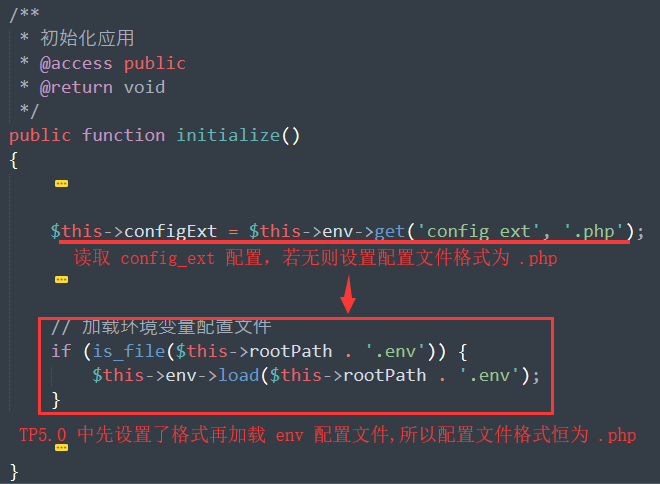 /**
* 初始化应用
* @access public
* @return void
*/
public function initialize()
{
$this->configExt = $this->env->get('config_ext', '.php');
读取 config_ext 配置，若无则设置配置文件格式为 .php
// 加载环境变量配置文件
if (is_file($this->rootPath . '.env')) {
$this->env->load($this->rootPath . '.env');
}
TP5.0 中先设置了格式再加载 env 配置文件,所以配置文件格式恒为 .php
}